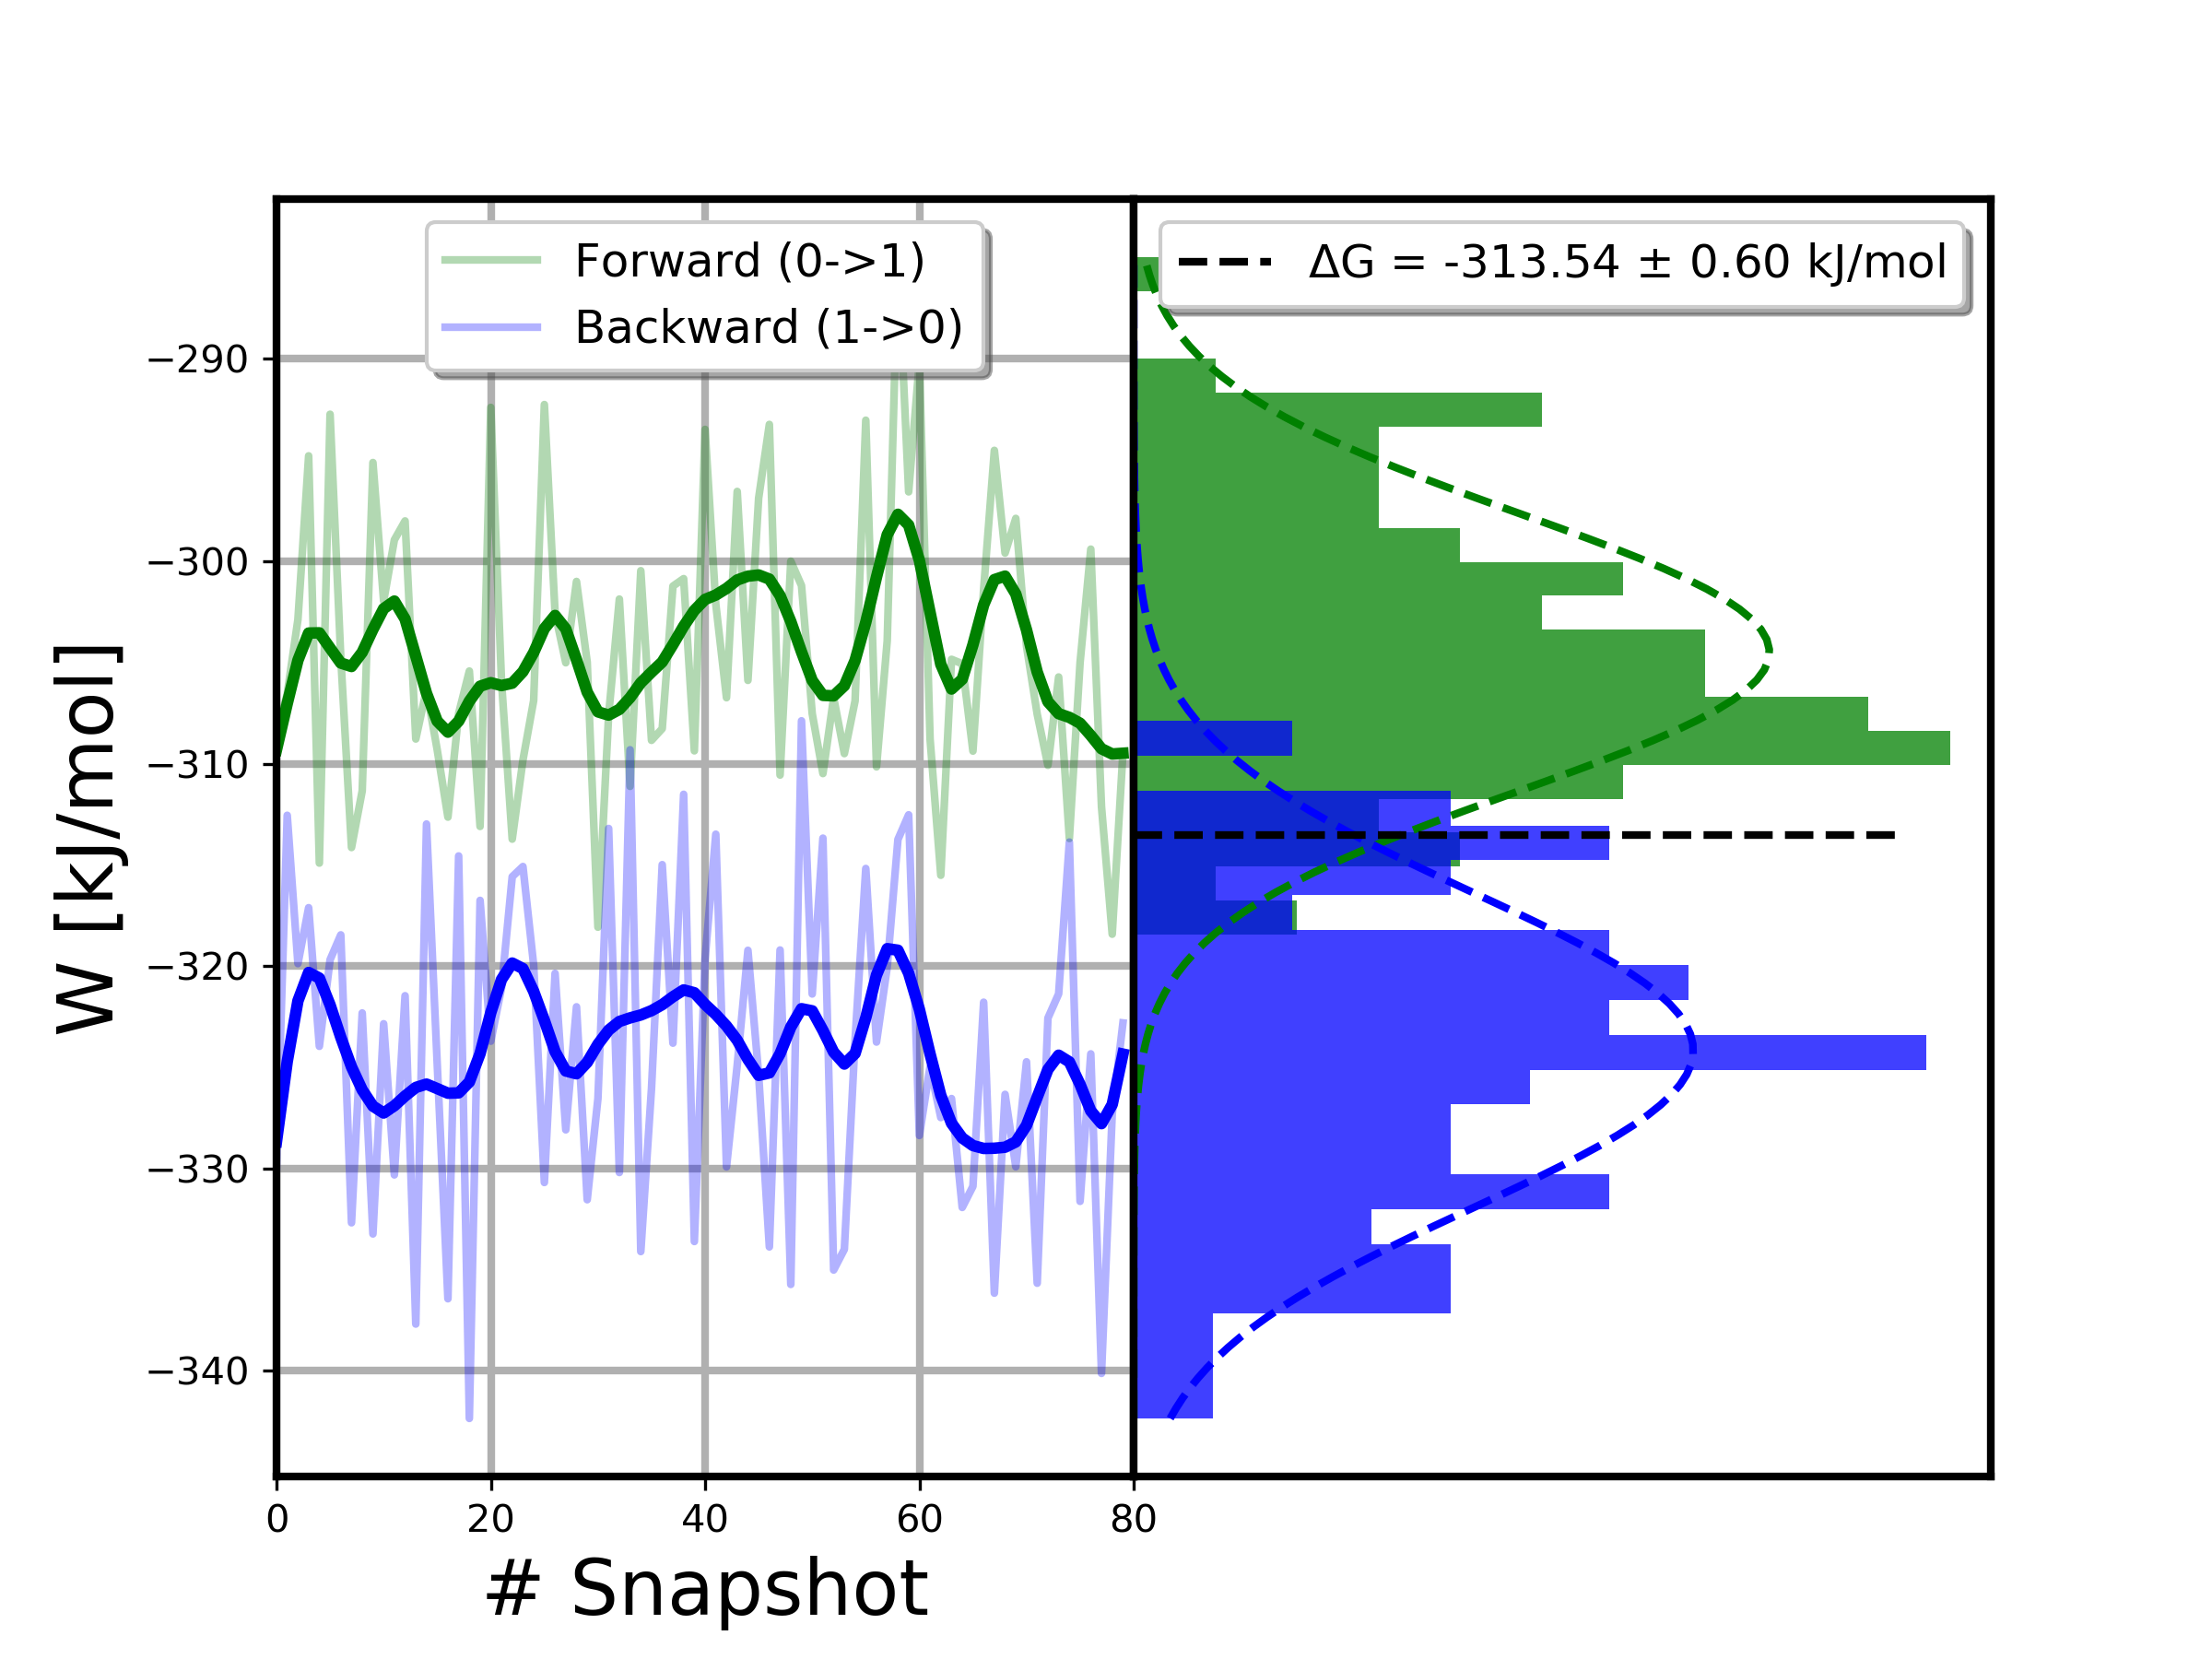 Forward (0->1)
Backward (1->0)
ΔG = -313.54 ± 0.60 kJ/mol
−290
−300
−310
−320
−330
−340
W [kJ/mol]
0 20 40 60 80
# Snapshot